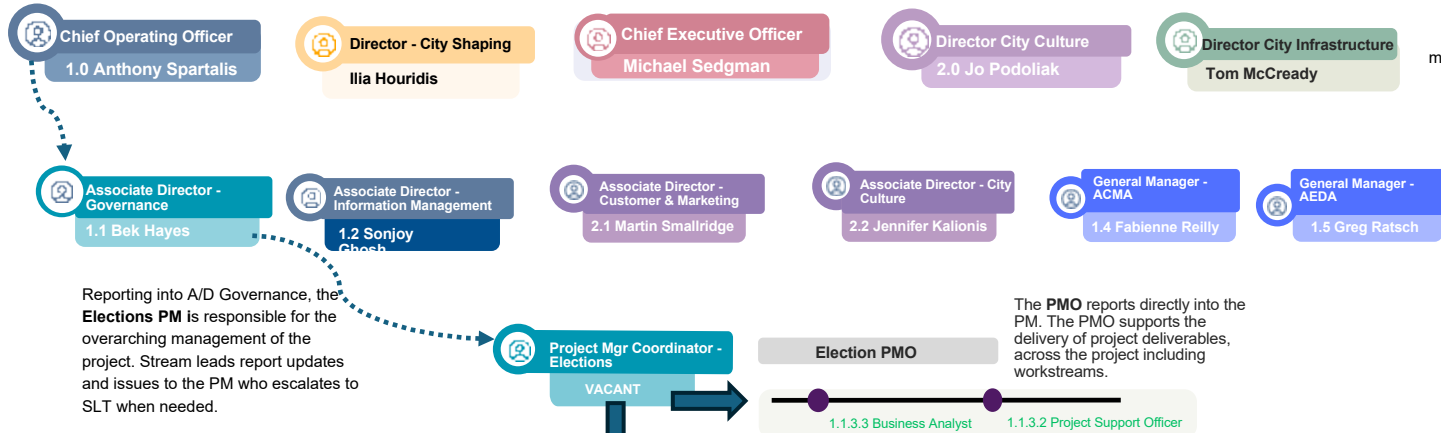 Chief Operating Officer
1.0 Anthony Spartalis
Director - City Shaping
Ilia Houridis
Chief Executive Officer
Michael Sedgman
Director City Culture
2.0 Jo Podoliak
Director City Infrastructure
Tom McCready
m
Associate Director -
Governance
1.1 Bek Hayes
Associate Director -
Information Management
1.2 Sonjoy
Ghosh
Associate Director -
Customer & Marketing
2.1 Martin Smallridge
Associate Director - City
Culture
2.2 Jennifer Kalionis
General Manager -
ACMA
1.4 Fabienne Reilly
General Manager -
AEDA
1.5 Greg Ratsch
Reporting into A/D Governance, the
Elections PM is responsible for the
overarching management of the
project. Stream leads report updates
and issues to the PM who escalates to
SLT when needed.
Project Mgr Coordinator -
Elections
VACANT
Election PMO
The PMO reports directly into the
PM. The PMO supports the
delivery of project deliverables,
across the project including
workstreams.
1.1.3.3 Business Analyst
1.1.3.2 Project Support Officer